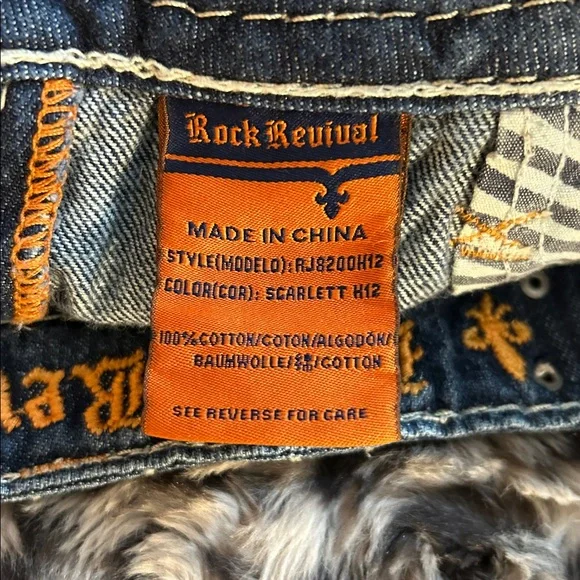 Rock Revival
MADE IN CHINA
STYLE(MODELO): RJ8200H12
COLOR(COR): SCARLETT H12
100% COTTON/COTON/ALGODÓN/
BAUMWOLLE/棉/COTTON
SEE REVERSE FOR CARE